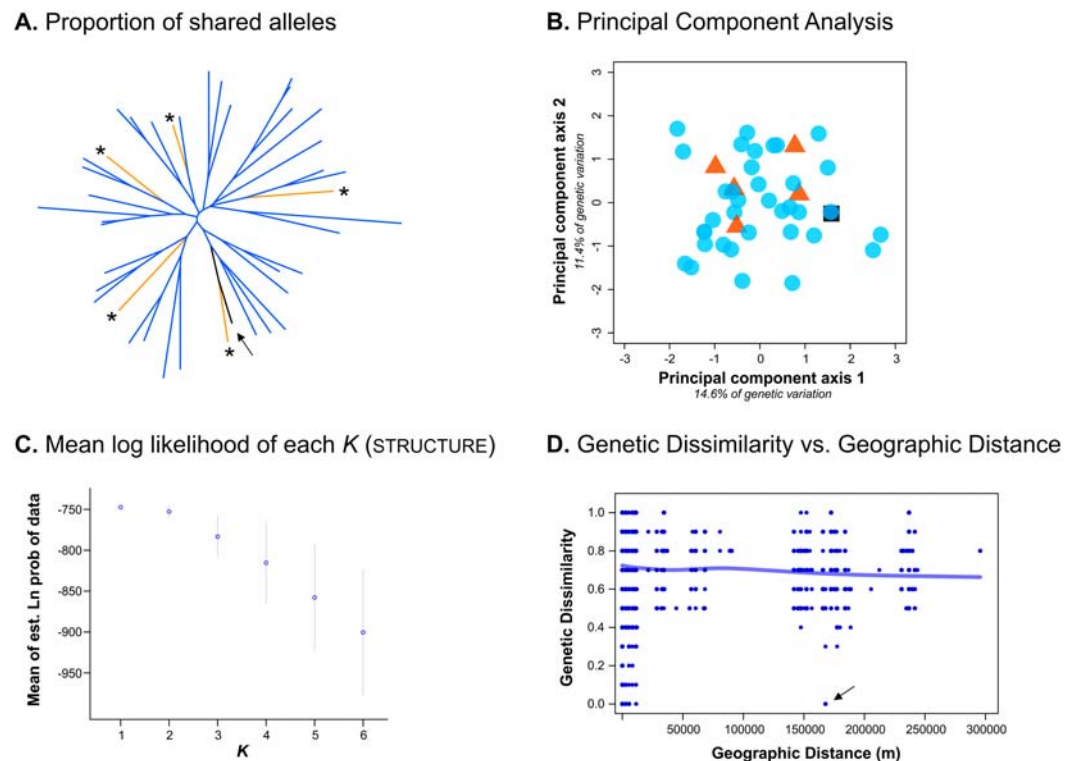 A. Proportion of shared alleles
*
*
*
*
*
B. Principal Component Analysis
Principal component axis 2
11.4% of genetic variation
3
2
1
0
-1
-2
-3
-3 -2 -1 0 1 2 3
Principal component axis 1
14.6% of genetic variation
C. Mean log likelihood of each K (STRUCTURE)
Mean of est. Ln prob of data
-750
-800
-850
-900
-950
1 2 3 4 5 6
K
D. Genetic Dissimilarity vs. Geographic Distance
Genetic Dissimilarity
1.0
0.8
0.6
0.4
0.2
0.0
50000 100000 150000 200000 250000 300000
Geographic Distance (m)